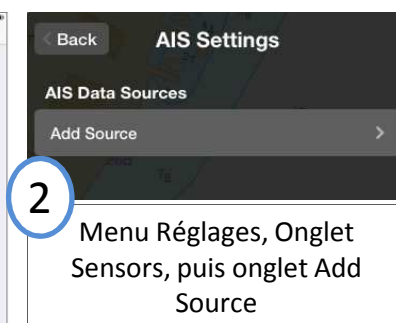 Back
AIS Settings
AIS Data Sources
Add Source
2
Menu Réglages, Onglet
Sensors, puis onglet Add
Source